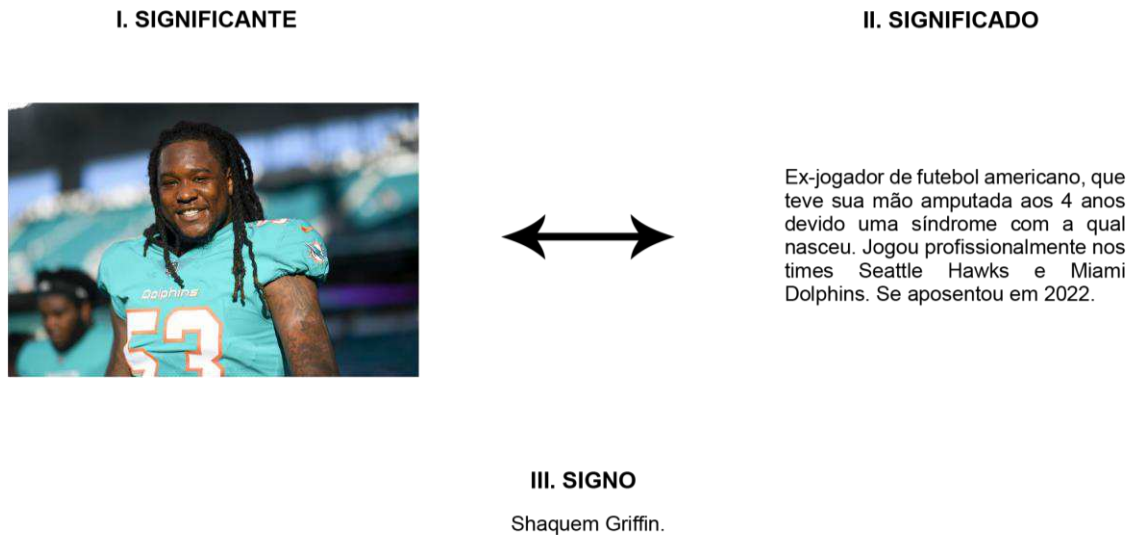 I. SIGNIFICANTE
II. SIGNIFICADO
Dolphins
53
Ex-jogador de futebol americano, que
teve sua mão amputada aos 4 anos
devido uma síndrome com a qual
nasceu. Jogou profissionalmente nos
times Seattle Hawks e Miami
Dolphins. Se aposentou em 2022.
III. SIGNO
Shaquem Griffin.